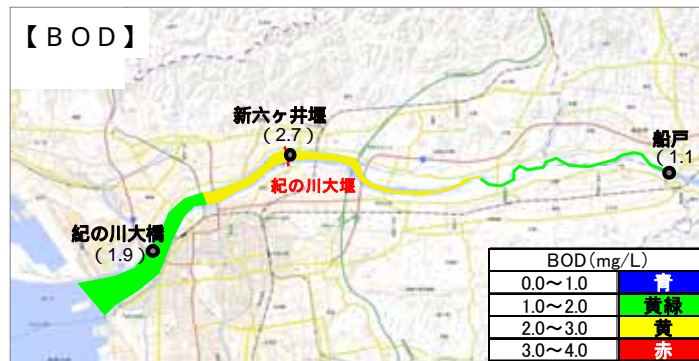 【BOD】
新六ヶ井堰
(2.7)
船戸
(1.1
紀の川大堰
紀の川大橋
(1.9)
BOD(mg/L)
0.0～1.0 青
1.0～2.0 黄緑
2.0～3.0 黄
3.0～4.0 赤